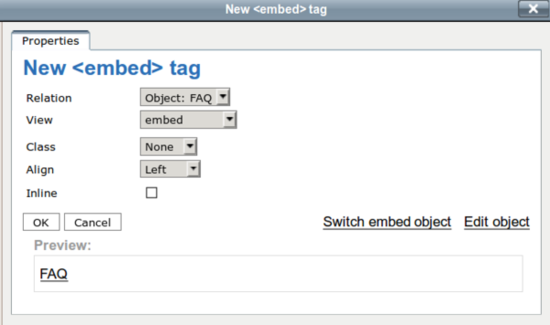 New <embed> tag
Properties
New <embed> tag
Relation Object: FAQ
View embed
Class None
Align Left
Inline
OK Cancel Switch embed object Edit object
Preview:
FAQ